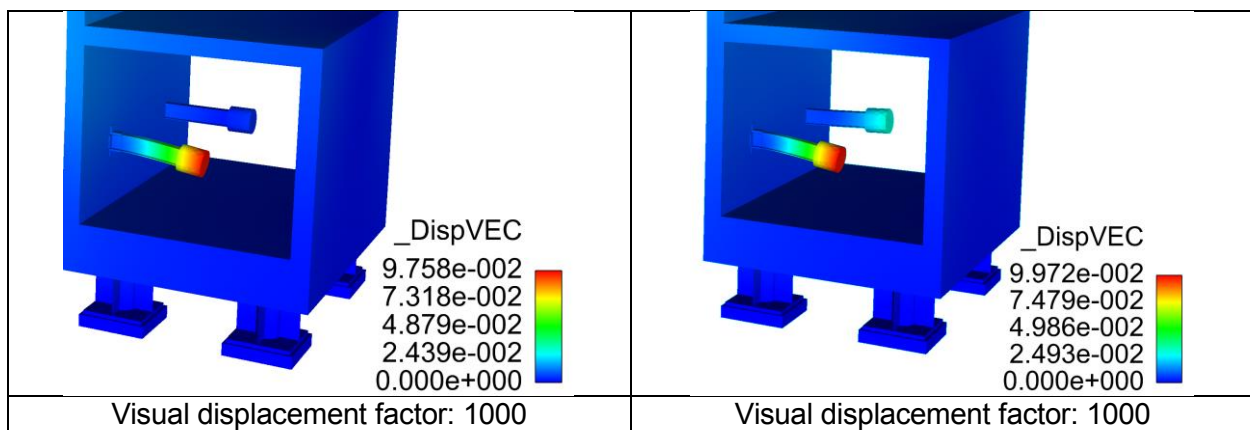 _DispVEC
9.758e-002
7.318e-002
4.879e-002
2.439e-002
0.000e+000
Visual displacement factor: 1000
_DispVEC
9.972e-002
7.479e-002
4.986e-002
2.493e-002
0.000e+000
Visual displacement factor: 1000